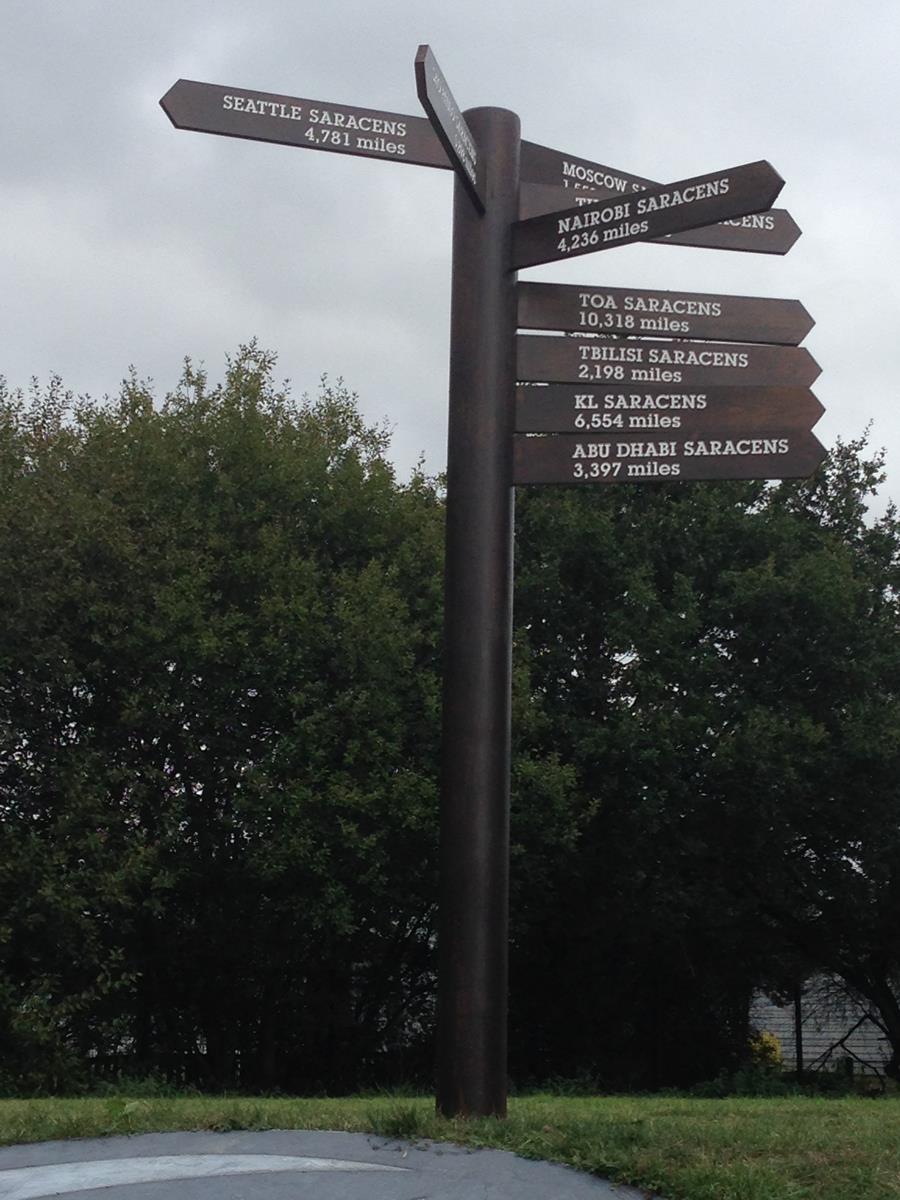 SEATTLE SARACENS
4,781 miles
MOSCOW
NAIROBI SARACENS
4,236 miles
TOA SARACENS
10,318 miles
TBILISI SARACENS
2,198 miles
KL SARACENS
6,554 miles
ABU DHABI SARACENS
3,397 miles